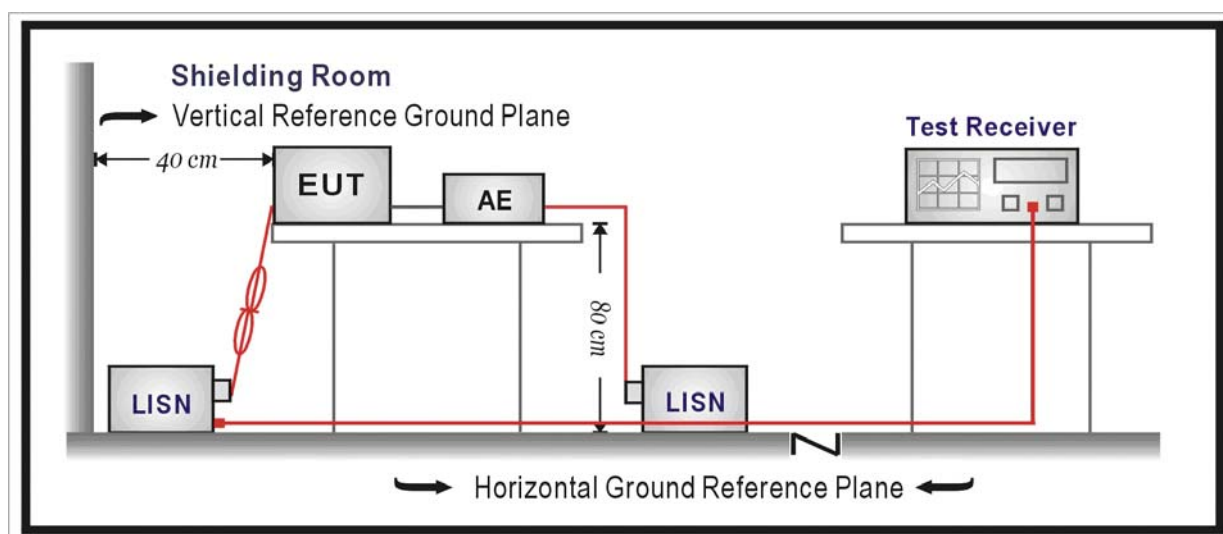 Shielding Room
Vertical Reference Ground Plane
40 cm
EUT
AE
Test Receiver
80 cm
LISN
LISN
Horizontal Ground Reference Plane